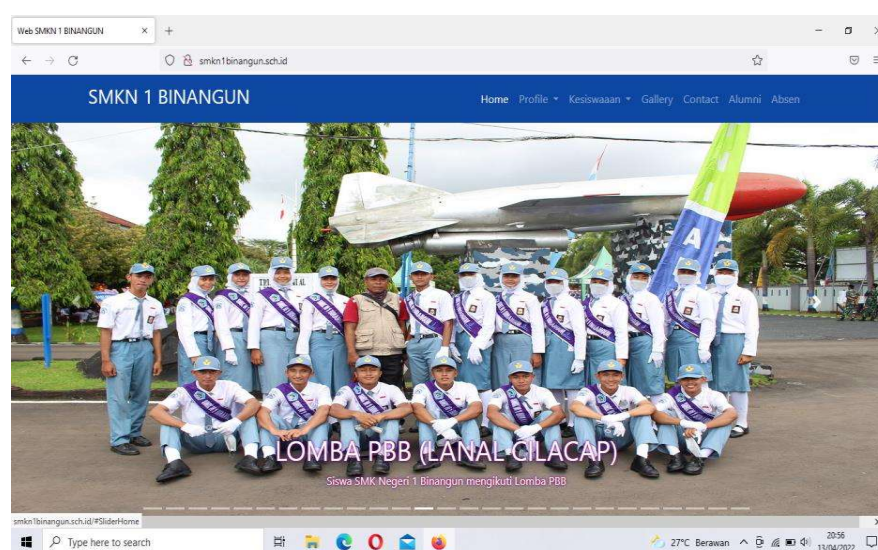 Web SMKN 1 BINANGUN
smkn1binangun.sch.id
SMKN 1 BINANGUN
Home Profile Kesiswaaan Gallery Contact Alumni Absen
A
LOMBA PBB (LANAL CILACAP)
Siswa SMK Negeri 1 Binangun mengikuti Lomba PBB
smkn1binangun.sch.id/#SliderHome
Type here to search
27°C Berawan
20:56
13/04/2022